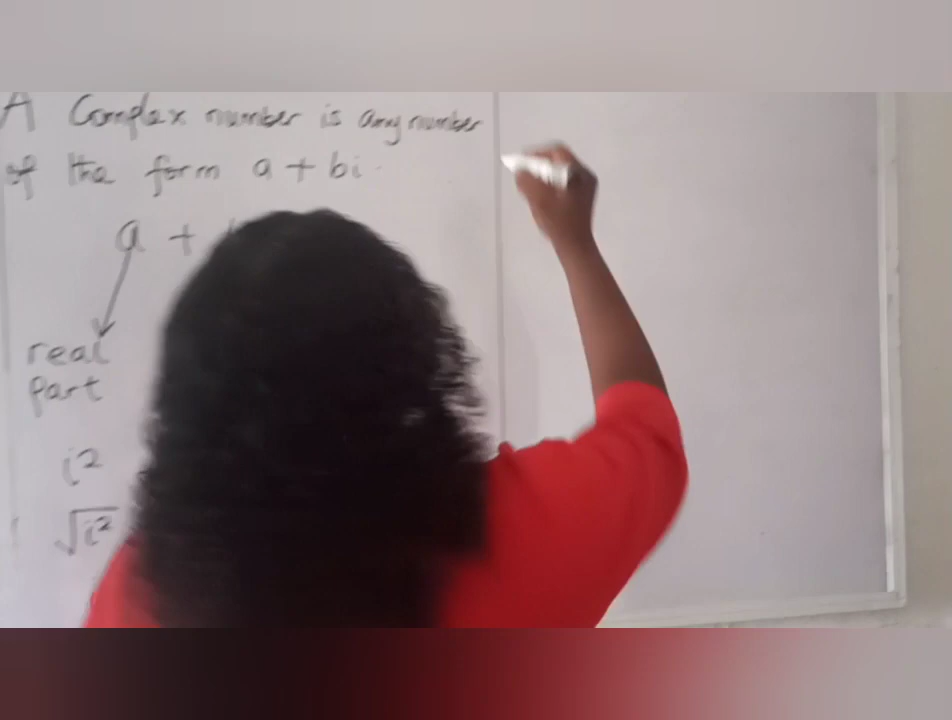 A Complex number is any number
of the form a + bi
a +
real
part
i²
√i²